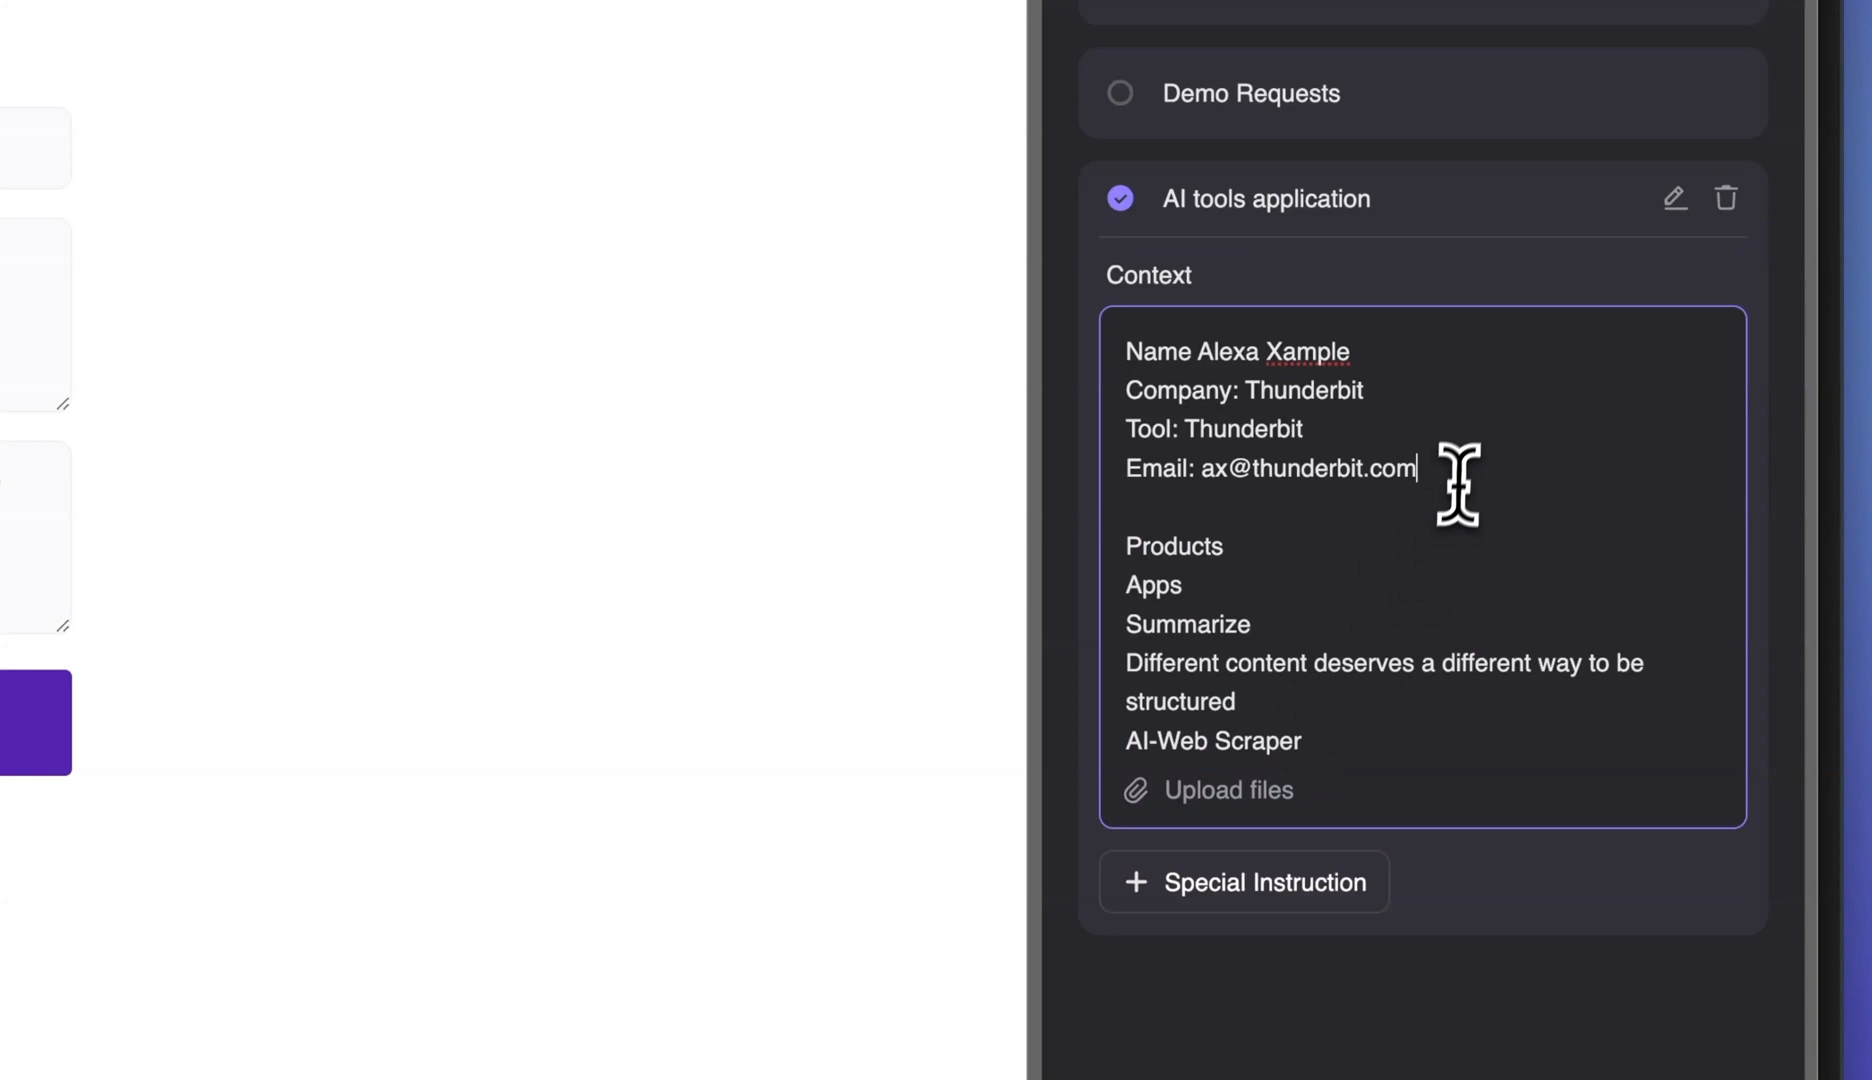 Demo Requests
AI tools application
Context
Name Alexa Xample
Company: Thunderbit
Tool: Thunderbit
Email: ax@thunderbit.com
Products
Apps
Summarize
Different content deserves a different way to be
structured
AI-Web Scraper
Upload files
Special Instruction